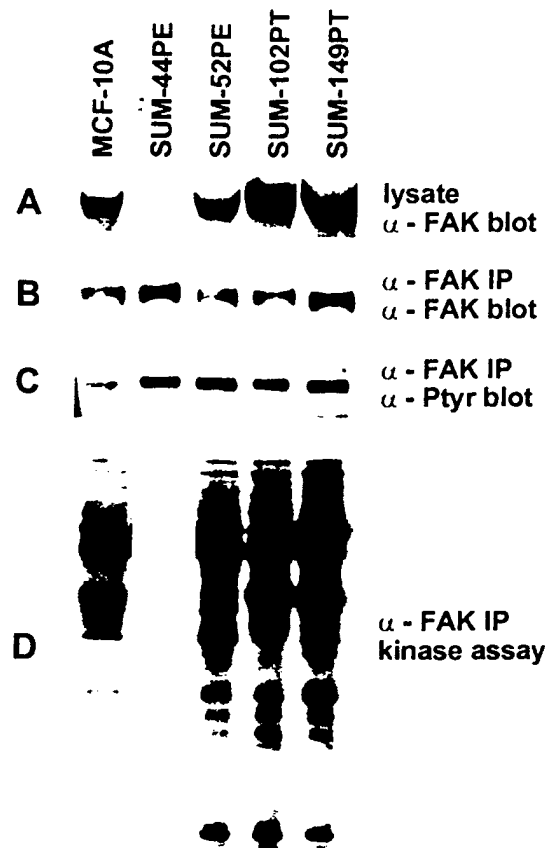 MCF-10A
SUM-44PE
SUM-52PE
SUM-102PT
SUM-149PT
A
lysate
α - FAK blot
B
α - FAK IP
α - FAK blot
C
α - FAK IP
α - Ptyr blot
D
α - FAK IP
kinase assay